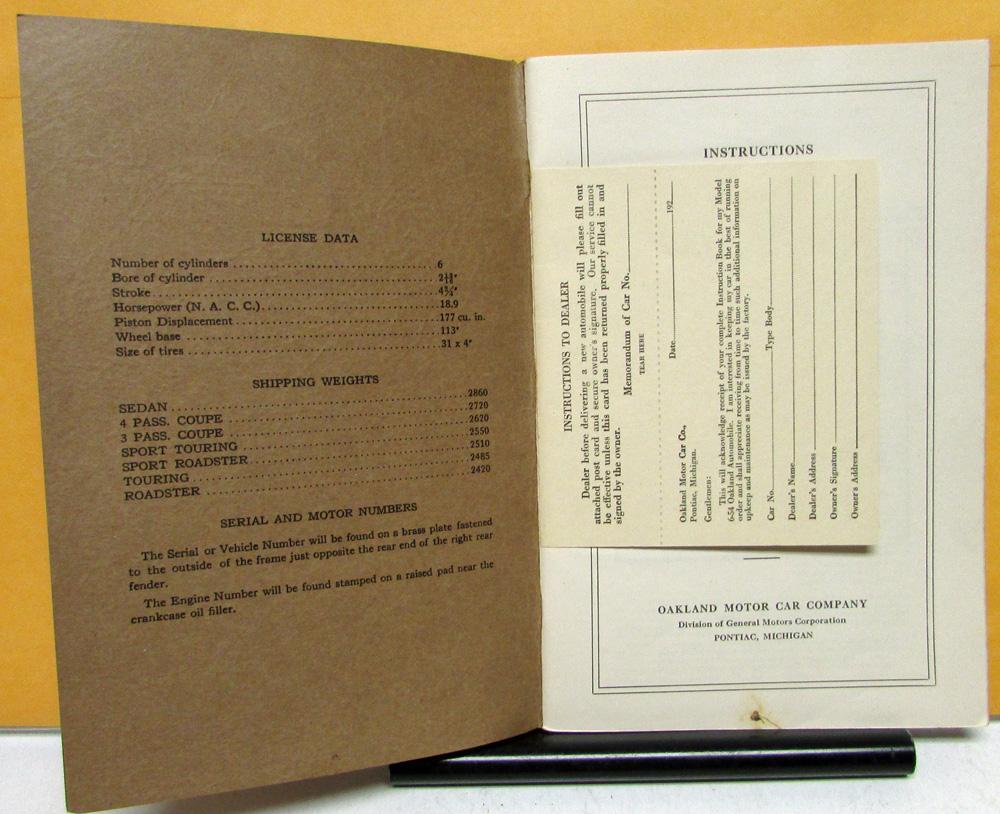 LICENSE DATA
Number of cylinders 6
Bore of cylinder 2 13/16"
Stroke 4 3/4"
Horsepower (N. A. C. C.) 18.9
Piston Displacement 177 cu. in.
Wheel base 113"
Size of tires 31 x 4"
SHIPPING WEIGHTS
SEDAN 2860
4 PASS. COUPE 2720
3 PASS. COUPE 2620
SPORT TOURING 2550
SPORT ROADSTER 2510
TOURING 2485
ROADSTER 2420
SERIAL AND MOTOR NUMBERS
The Serial or Vehicle Number will be found on a brass plate fastened
to the outside of the frame just opposite the rear end of the right rear
fender.
The Engine Number will be found stamped on a raised pad near the
crankcase oil filler.
INSTRUCTIONS
INSTRUCTIONS TO DEALER
Dealer before delivering a new automobile will please fill out
attached post card and secure owner's signature. Our service cannot
be effective unless this card has been returned properly filled in and
signed by the owner.
Memorandum of Car No.
TEAR HERE
Date 192
Oakland Motor Car Co.,
Pontiac, Michigan.
Gentlemen:
This will acknowledge receipt of your complete Instruction Book for my Model
6-54 Oakland Automobile. I am interested in keeping my car in the best of running
order and shall appreciate receiving from time to time such additional information on
upkeep and maintenance as may be issued by the factory.
Car No. Type Body
Dealer's Name
Dealer's Address
Owner's Signature
Owner's Address
OAKLAND MOTOR CAR COMPANY
Division of General Motors Corporation
PONTIAC, MICHIGAN